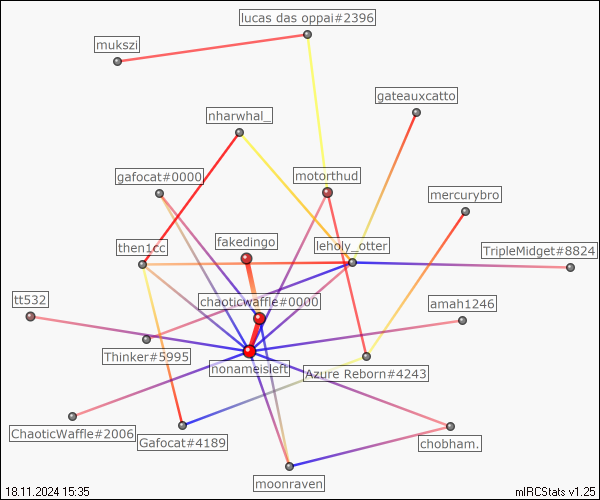 lucas das oppai#2396
mukszi
gateauxcatto
nharwhal_
gafocat#0000
motorthud
mercurybro
fakedingo
then1cc
leholy_otter
TripleMidget#8824
tt532
chaoticwaffle#0000
amah1246
Thinker#5995
nonameisleft
Azure Reborn#4243
ChaoticWaffle#2006
Gafocat#4189
chobham.
moonraven
18.11.2024 15:35
mIRCStats v1.25